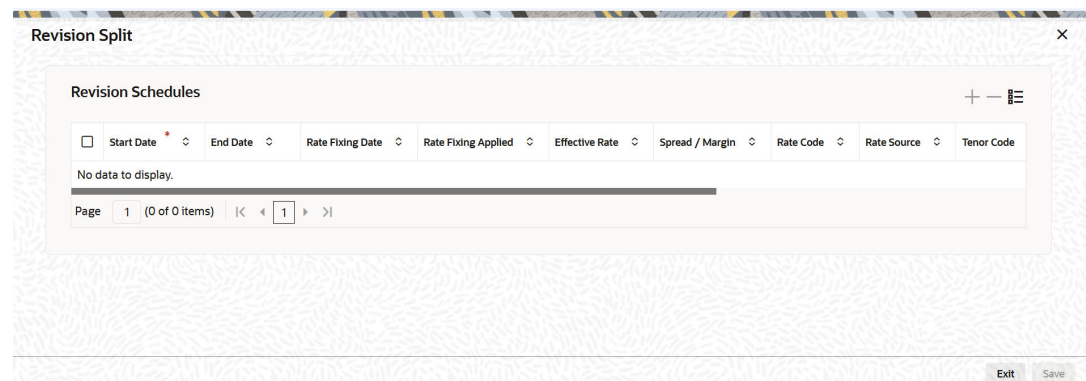 Revision Split
Revision Schedules
Start Date * End Date Rate Fixing Date Rate Fixing Applied Effective Rate Spread / Margin Rate Code Rate Source Tenor Code
No data to display.
Page 1 (0 of 0 items) 1
Exit Save